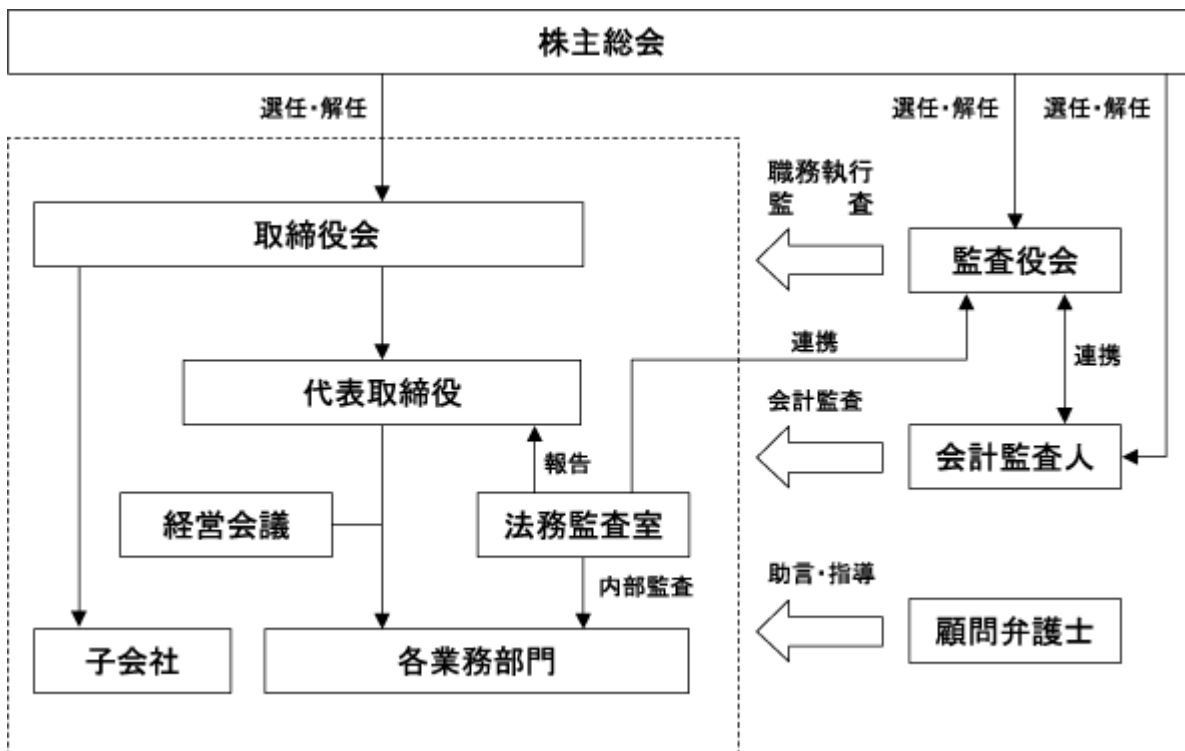 株主総会
選任・解任
選任・解任
選任・解任
職務執行
監　査
取締役会
監査役会
連携
連携
代表取締役
会計監査
報告
会計監査人
経営会議
法務監査室
内部監査
助言・指導
子会社
各業務部門
顧問弁護士